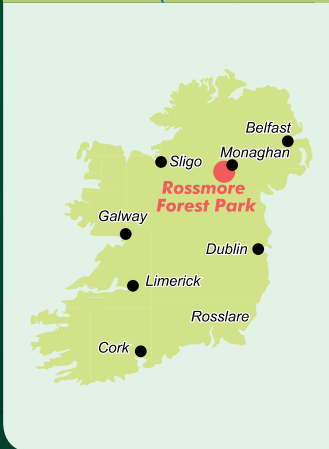 Belfast
Monaghan
Sligo
Rossmore
Forest Park
Galway
Dublin
Limerick
Rosslare
Cork